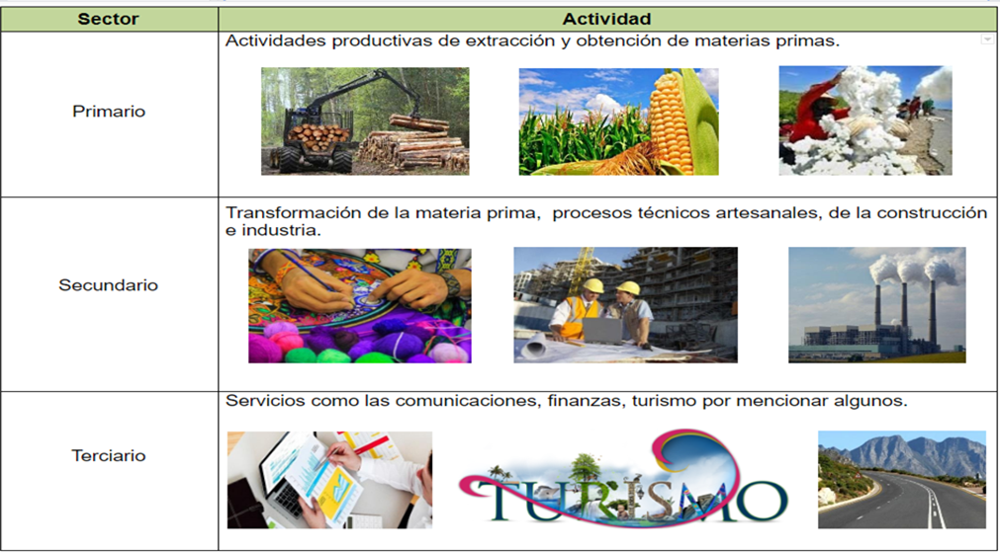 Sector
Actividad
Primario
Actividades productivas de extracción y obtención de materias primas.
Secundario
Transformación de la materia prima, procesos técnicos artesanales, de la construcción
e industria.
Terciario
Servicios como las comunicaciones, finanzas, turismo por mencionar algunos.
TURISMO